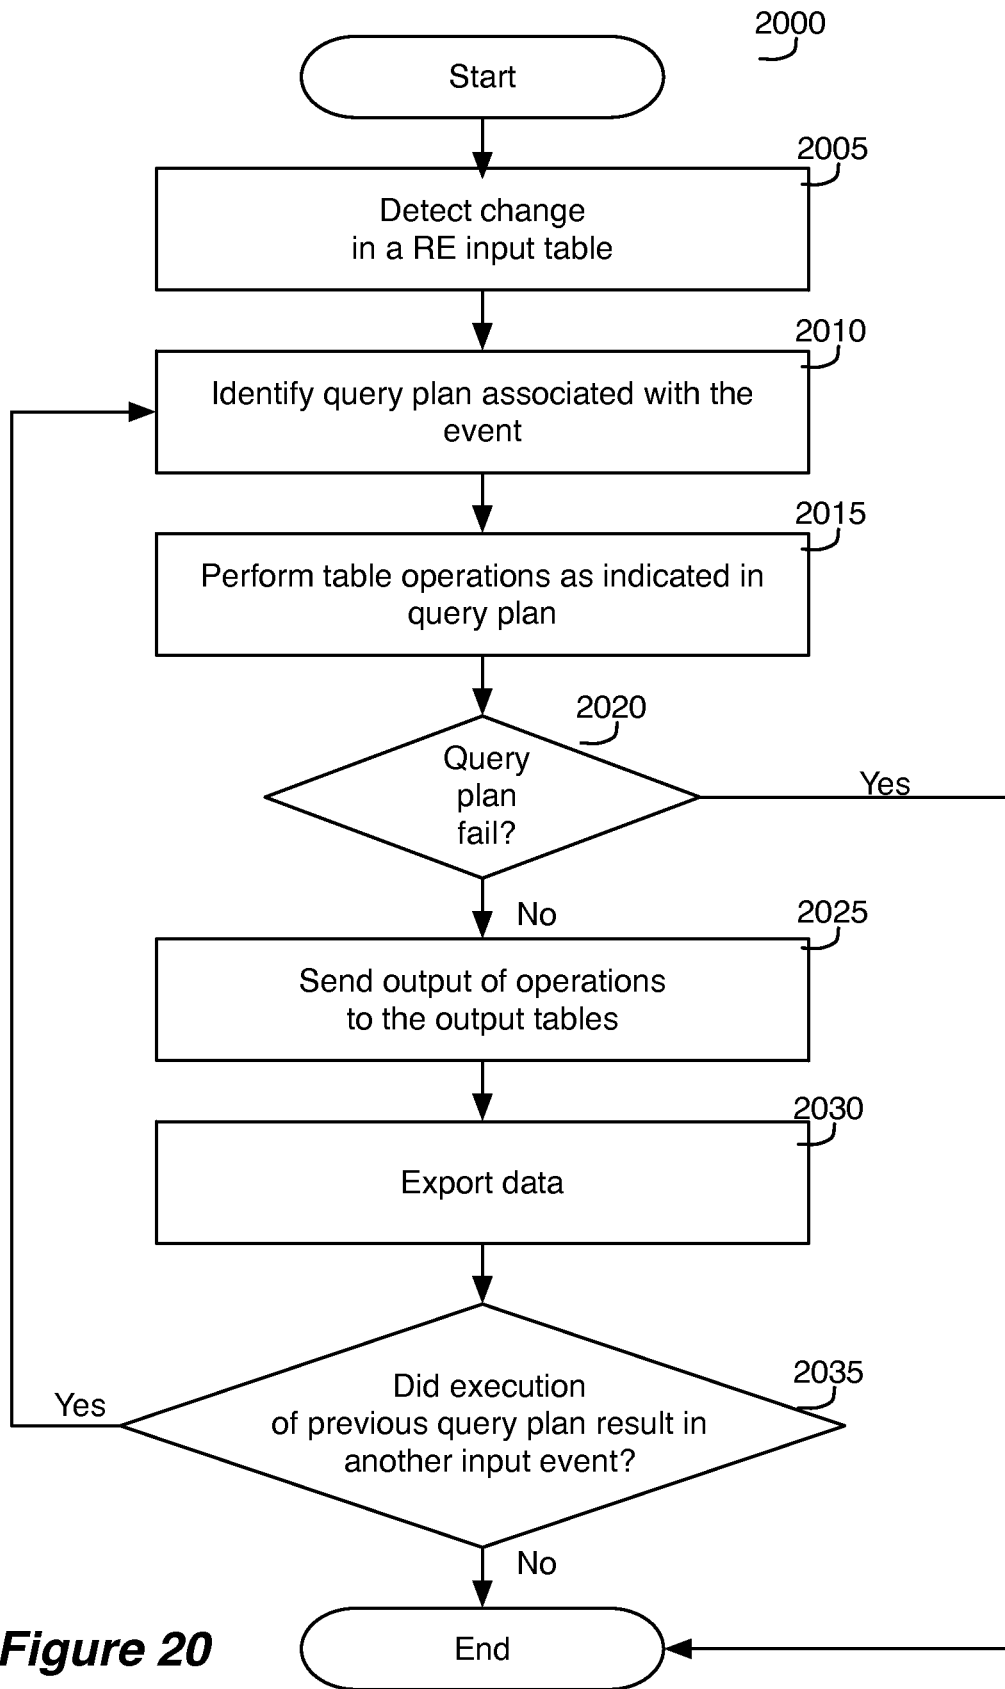 2000
Start
2005
Detect change
in a RE input table
2010
Identify query plan associated with the
event
2015
Perform table operations as indicated in
query plan
2020
Query
plan
fail?
Yes
No
2025
Send output of operations
to the output tables
2030
Export data
2035
Did execution
of previous query plan result in
another input event?
Yes
No
End
Figure 20